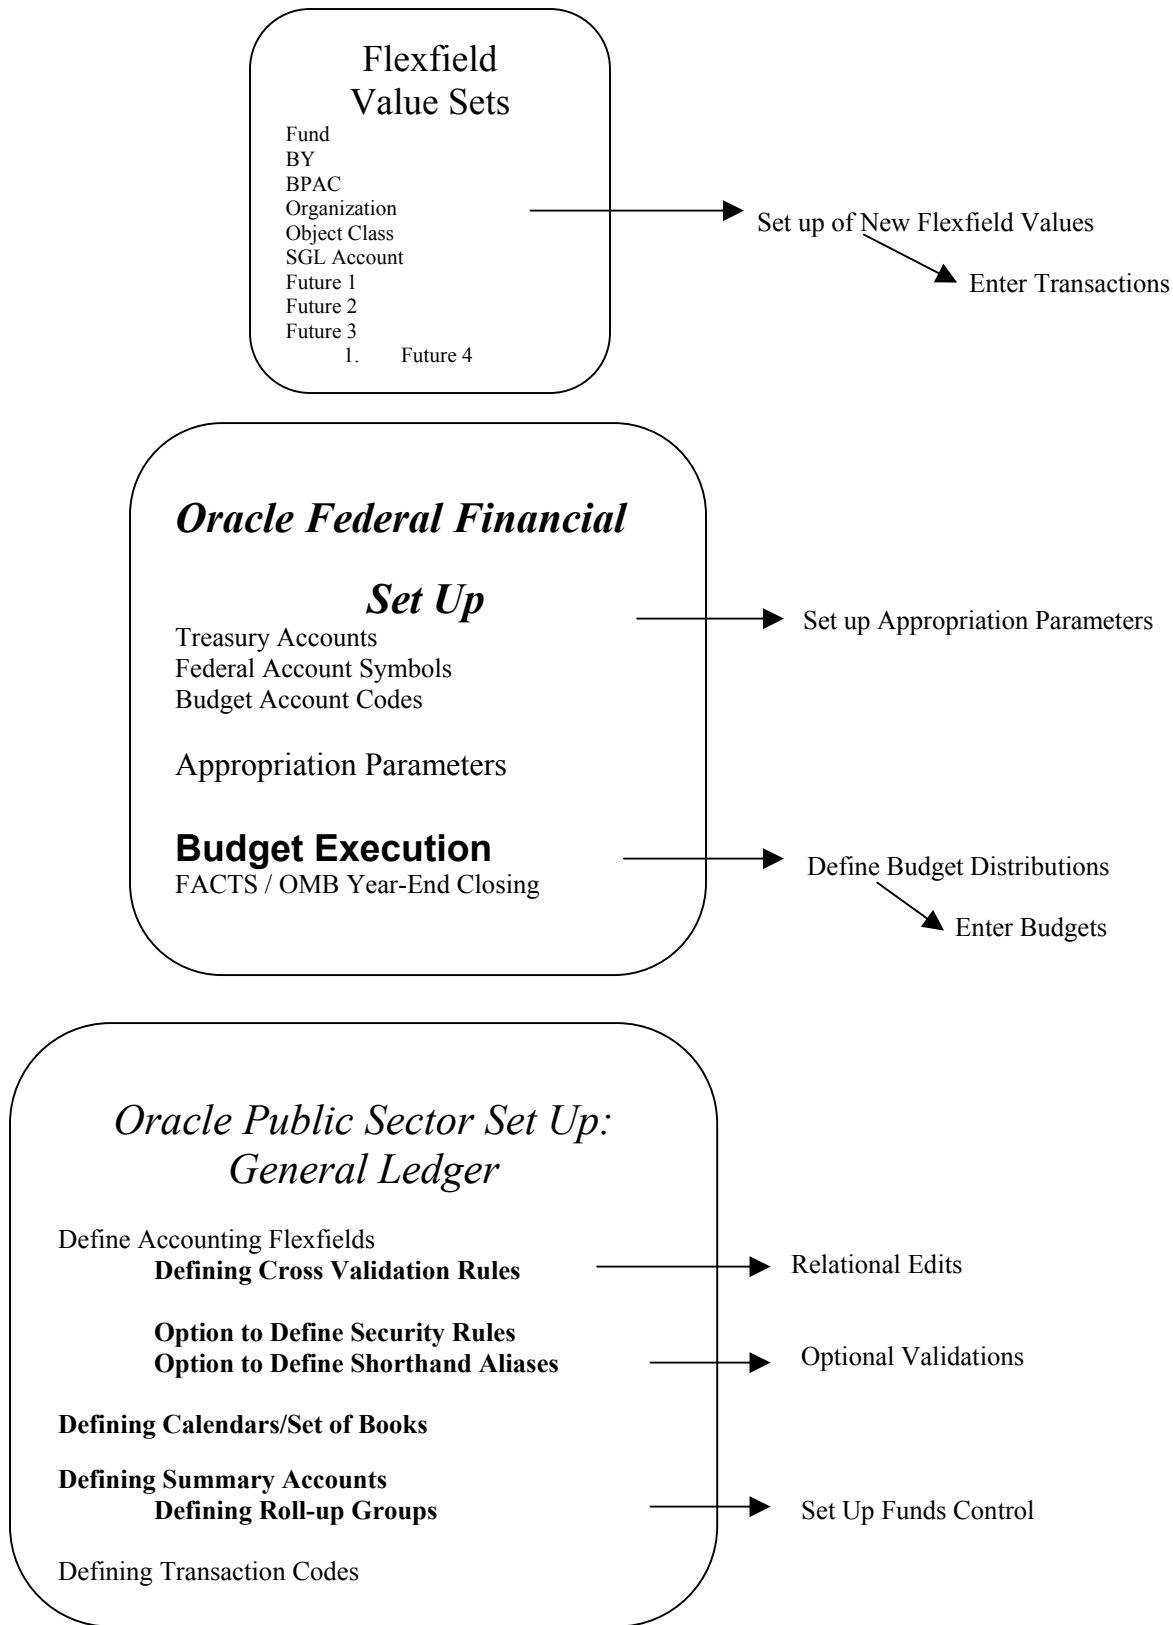 Flexfield
Value Sets
Fund
BY
BPAC
Organization
Object Class
SGL Account
Future 1
Future 2
Future 3
1. Future 4
Set up of New Flexfield Values
Enter Transactions
Oracle Federal Financial
Set Up
Treasury Accounts
Federal Account Symbols
Budget Account Codes
Appropriation Parameters
Budget Execution
FACTS / OMB Year-End Closing
Set up Appropriation Parameters
Define Budget Distributions
Enter Budgets
Oracle Public Sector Set Up:
General Ledger
Define Accounting Flexfields
Defining Cross Validation Rules
Relational Edits
Option to Define Security Rules
Option to Define Shorthand Aliases
Optional Validations
Defining Calendars/Set of Books
Defining Summary Accounts
Defining Roll-up Groups
Set Up Funds Control
Defining Transaction Codes